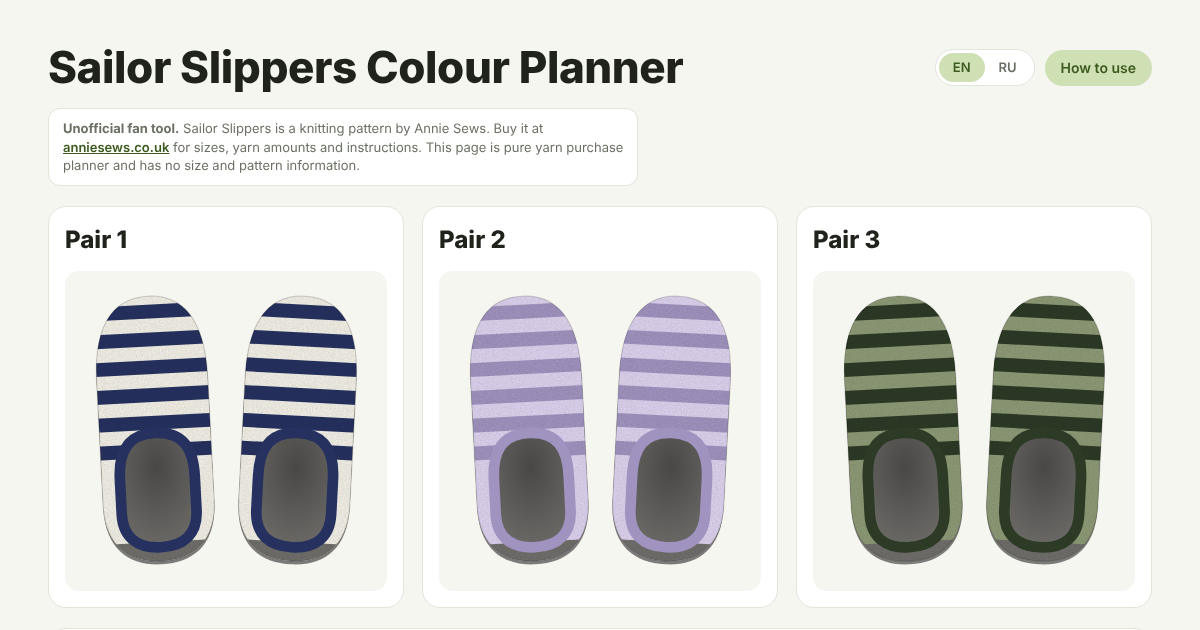 Sailor Slippers Colour Planner
EN RU How to use
Unofficial fan tool. Sailor Slippers is a knitting pattern by Annie Sews. Buy it at
anniesews.co.uk for sizes, yarn amounts and instructions. This page is pure yarn purchase
planner and has no size and pattern information.
Pair 1
Pair 2
Pair 3